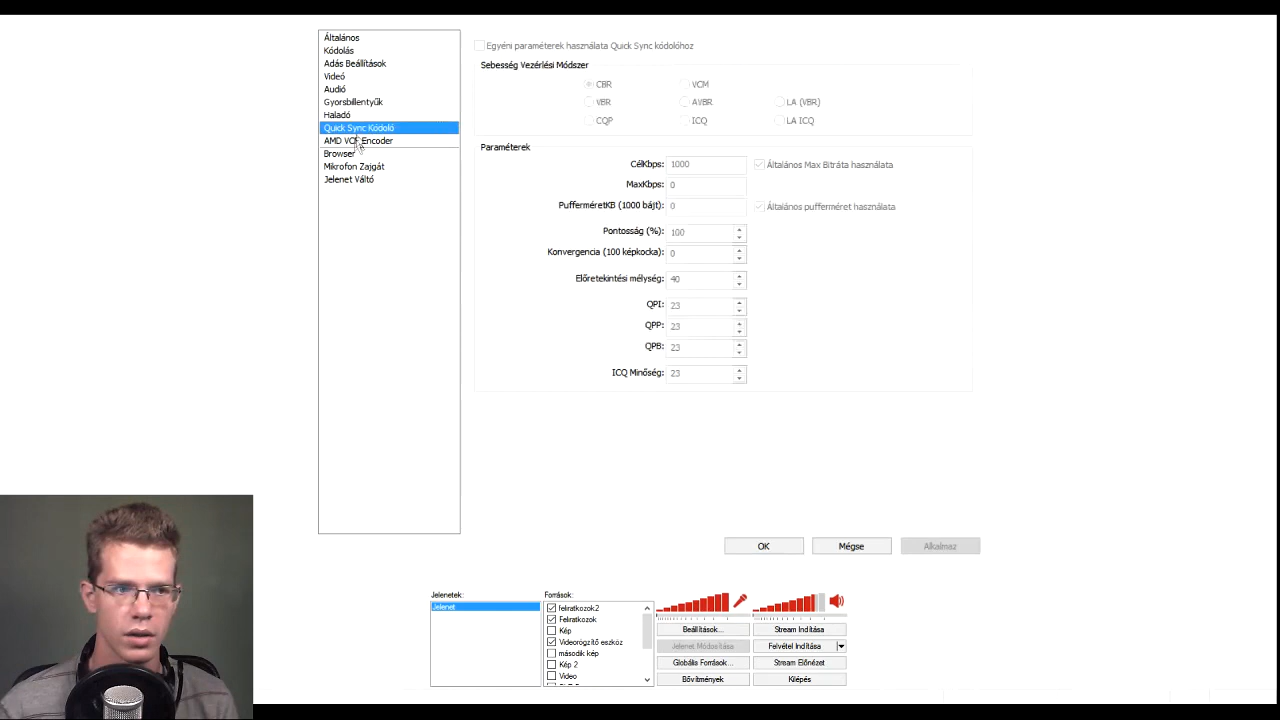 Általános
Kódolás
Adás Beállítások
Videó
Audió
Gyorsbillentyűk
Haladó
Quick Sync Kódoló
AMD VCE Encoder
Browser
Mikrofon Zajgát
Jelenet Váltó
Egyéni paraméterek használata Quick Sync kódolóhoz
Sebesség Vezérlési Módszer
CBR VCM
VBR AVBR LA (VBR)
CQP ICQ LA ICQ
Paraméterek
CélKbps: 1000 Általános Max Bitráta használata
MaxKbps: 0
PufferméretKB (1000 bájt): 0 Általános pufferméret használata
Pontosság (%): 100
Konvergencia (100 képkocka): 0
Előretekintési mélység: 40
QPI: 23
QPP: 23
QPB: 23
ICQ Minőség: 23
OK Mégse Alkalmaz
Jelenetek: Források:
Jelenet
feliratkozok2
Feliratkozok
Kép
Videorögzítő eszköz
második kép
Kép 2
Video
Beállítások... Stream Indítása
Jelenet Módosítása Felvétel Indítása
Globális Források... Stream Előnézet
Bővítmények Kilépés